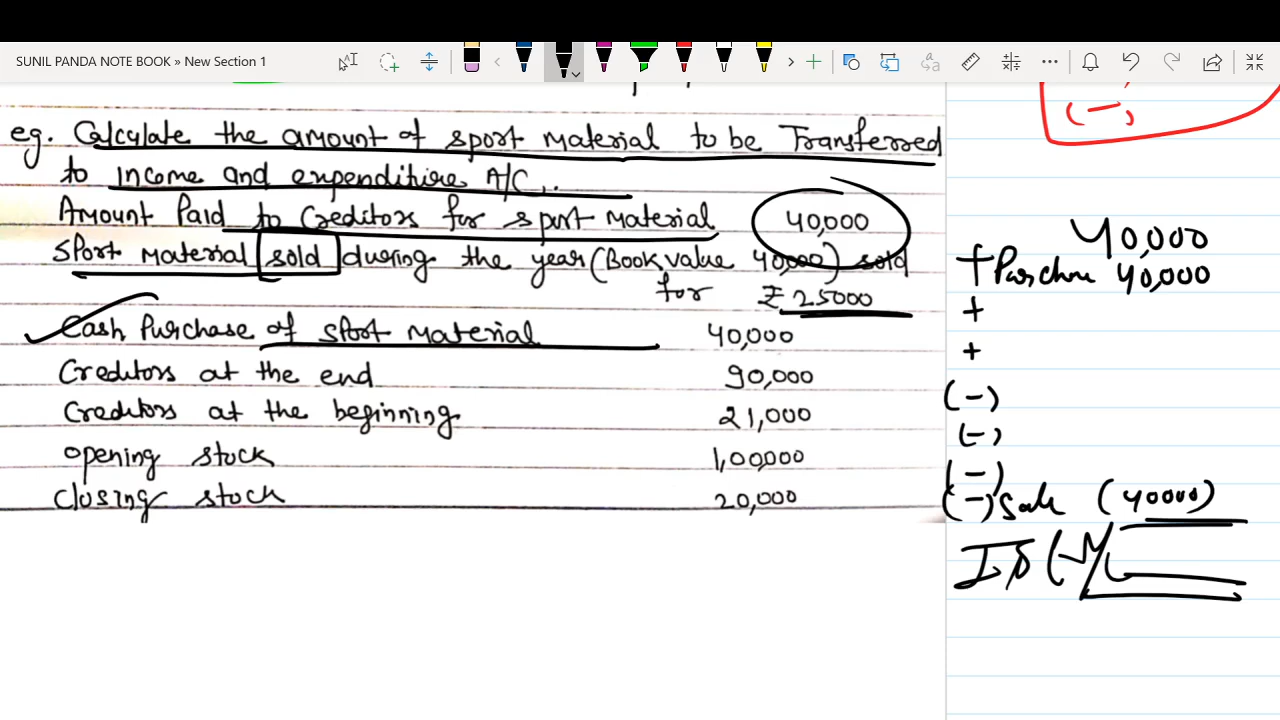 SUNIL PANDA NOTE BOOK » New Section 1
eg. Calculate the amount of sport Material to be Transferred
to income and expenditure A/C..
Amount Paid to Creditors for sport Material 40,000
Sport Material sold during the year (Book value 40,000) sold
for ₹ 25000
Cash Purchase of sport Material 40,000
Creditors at the end 90,000
Creditors at the beginning 21,000
opening stock 1,00,000
closing stock 20,000
(-)
40,000
+ Purchase 40,000
+
+
(-)
(-)
(-)
(-) Sale (40000)